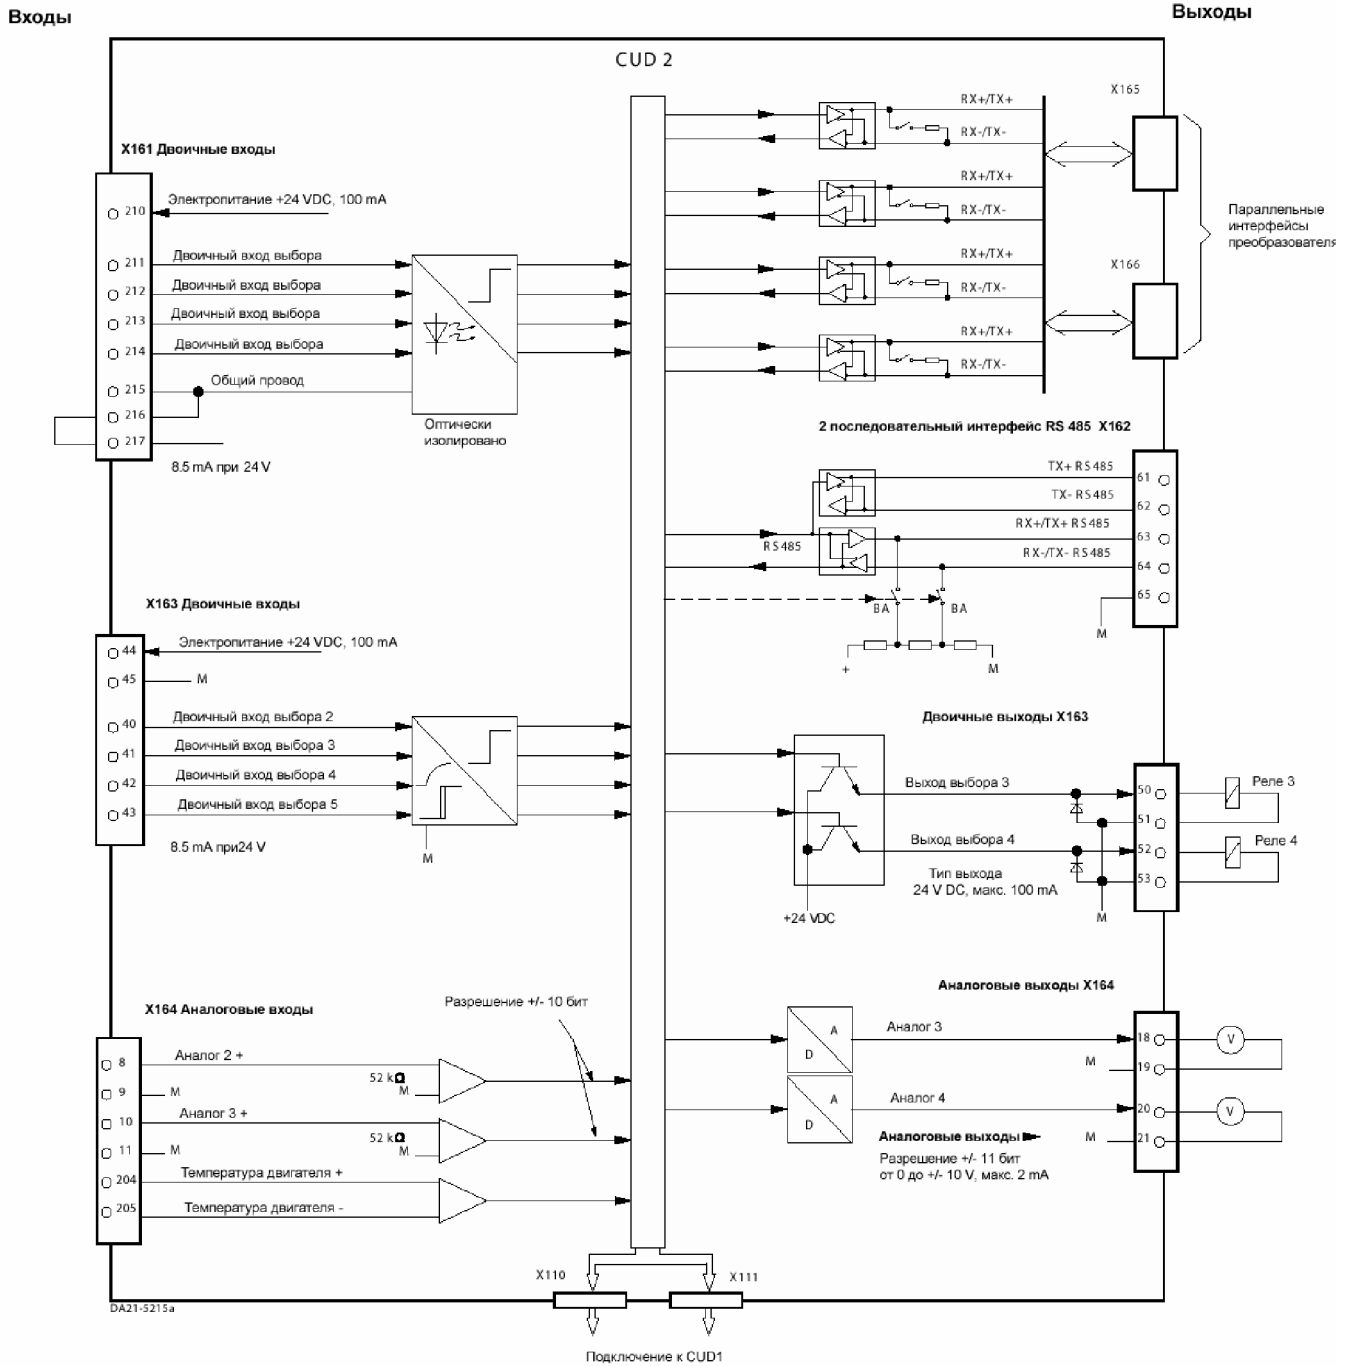 Входы
Выходы
CUD 2
X161 Двоичные входы
210
Электропитание +24 VDC, 100 mA
211
Двоичный вход выбора
212
Двоичный вход выбора
213
Двоичный вход выбора
214
Двоичный вход выбора
215
Общий провод
216
217
8.5 mA при 24 V
Оптически
изолировано
X163 Двоичные входы
44
Электропитание +24 VDC, 100 mA
45
M
40
Двоичный вход выбора 2
41
Двоичный вход выбора 3
42
Двоичный вход выбора 4
43
Двоичный вход выбора 5
8.5 mA при24 V
M
X164 Аналоговые входы
Разрешение +/- 10 бит
8
Аналог 2 +
52 kΩ
9
M
M
10
Аналог 3 +
52 kΩ
11
M
M
204
Температура двигателя +
205
Температура двигателя -
RX+/TX+
RX-/TX-
RX+/TX+
RX-/TX-
RX+/TX+
RX-/TX-
RX+/TX+
RX-/TX-
X165
X166
Параллельные
интерфейсы
преобразователя
2 последовательный интерфейс RS 485 X162
TX+ RS485
61
TX- RS485
62
RX+/TX+ RS485
63
RS485
RX-/TX- RS485
64
65
BA
BA
M
+
M
Двоичные выходы X163
Выход выбора 3
50
Реле 3
51
Выход выбора 4
52
Реле 4
53
Тип выхода
24 V DC, макс. 100 mA
+24 VDC
M
Аналоговые выходы X164
A
D
Аналог 3
18
V
M
19
A
D
Аналог 4
20
V
M
21
Аналоговые выходы
Разрешение +/- 11 бит
от 0 до +/- 10 V, макс. 2 mA
X110
X111
DA21-5215a
Подключение к CUD1